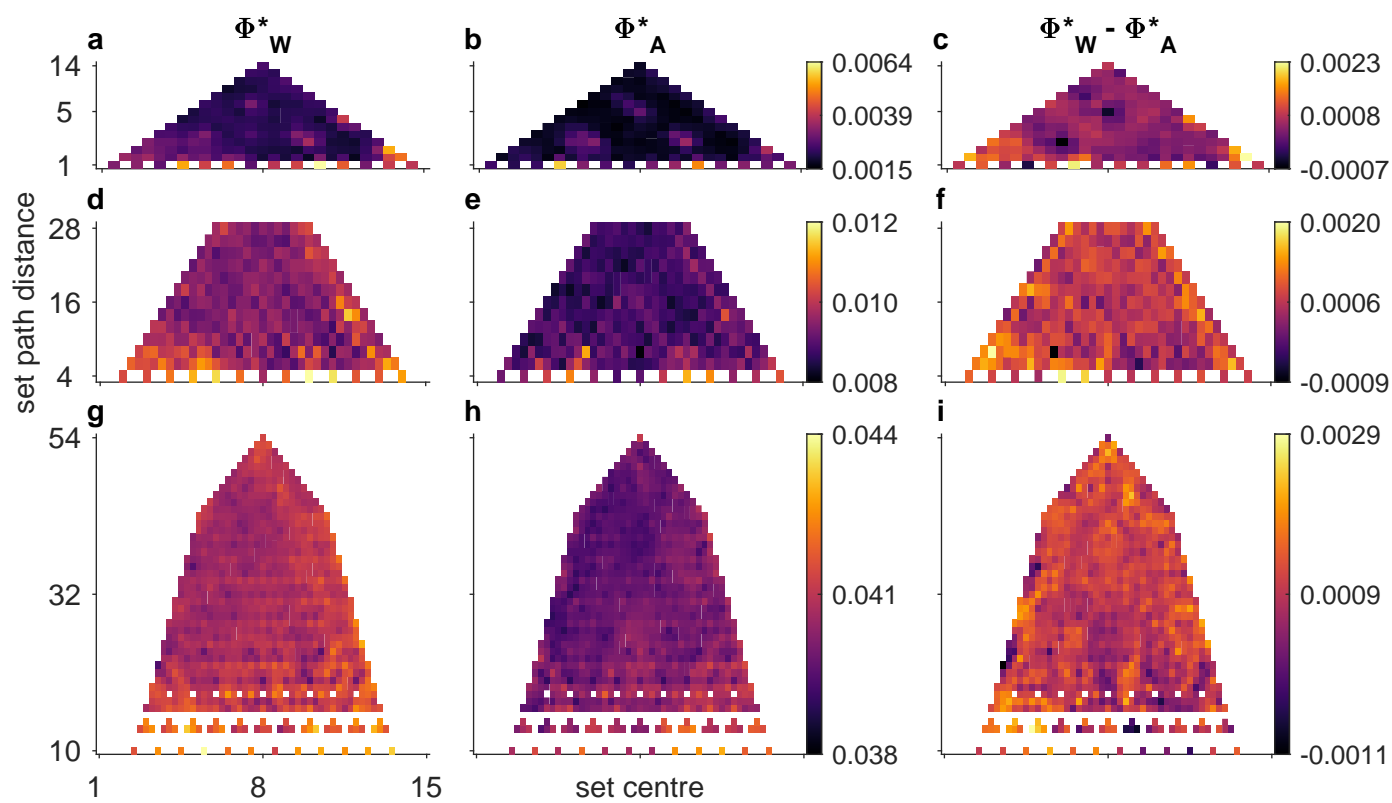 Φ*W
Φ*A
Φ*W - Φ*A
a
b
c
14
5
1
0.0064
0.0039
0.0015
0.0023
0.0008
-0.0007
d
e
f
28
16
4
0.012
0.010
0.008
0.0020
0.0006
-0.0009
set path distance
g
h
i
54
32
10
0.044
0.041
0.038
0.0029
0.0009
-0.0011
1
8
15
set centre